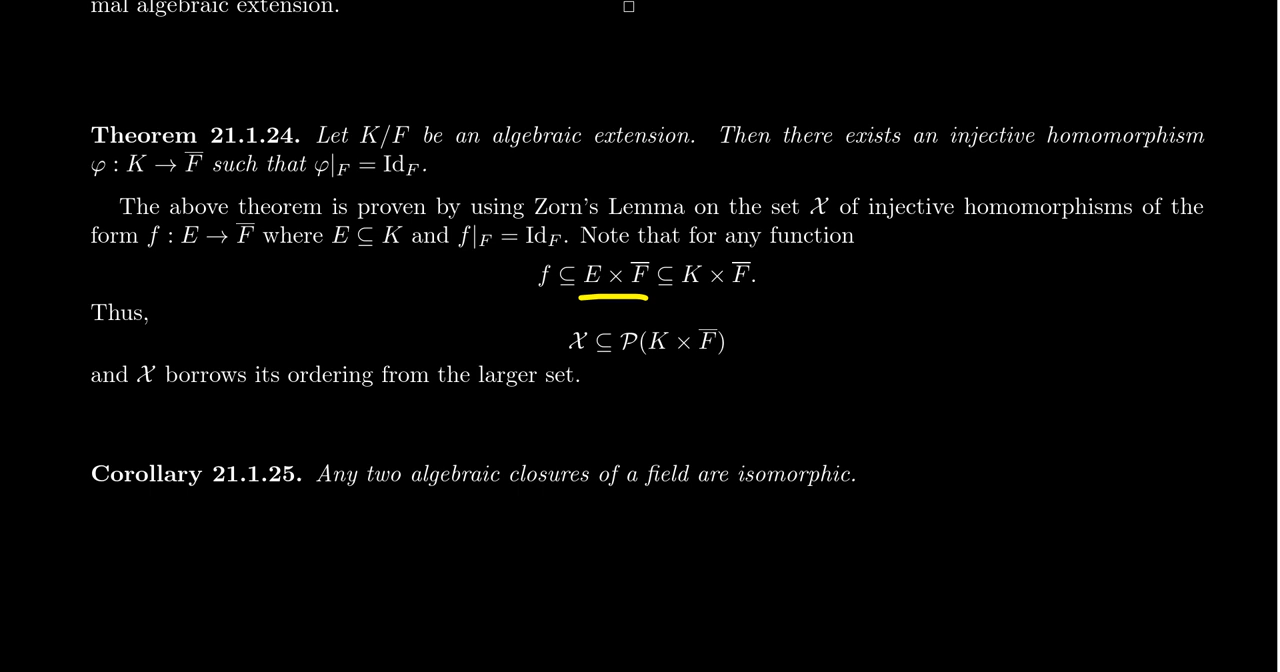 mal algebraic extension. □
Theorem 21.1.24. Let K/F be an algebraic extension. Then there exists an injective homomorphism
φ : K → F̅ such that φ|_F = Id_F.
The above theorem is proven by using Zorn's Lemma on the set 𝒳 of injective homomorphisms of the
form f : E → F̅ where E ⊆ K and f|_F = Id_F. Note that for any function
f ⊆ E × F̅ ⊆ K × F̅.
Thus,
𝒳 ⊆ 𝒫(K × F̅)
and 𝒳 borrows its ordering from the larger set.
Corollary 21.1.25. Any two algebraic closures of a field are isomorphic.